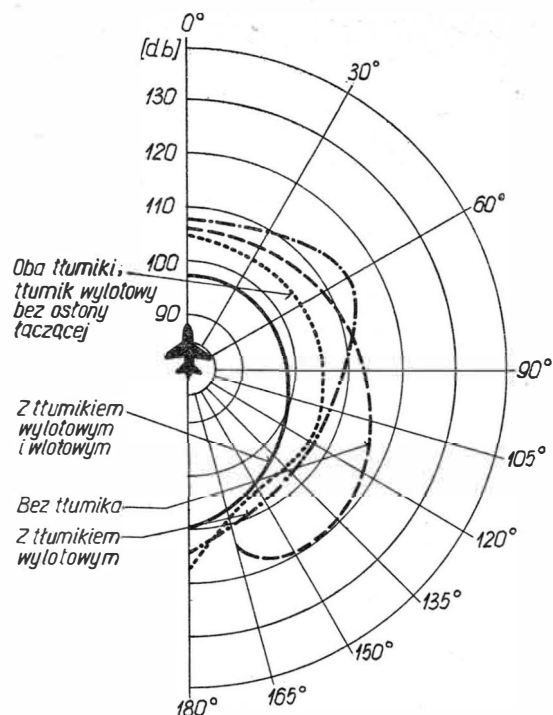 0°
[db]
130
120
110
100
90
30°
60°
90°
105°
120°
135°
150°
165°
180°
Oba tłumiki;
tłumik wylotowy
bez osłony
łączącej
Z tłumikiem
wylotowym
i wlotowym
Bez tłumika
Z tłumikiem
wylotowym